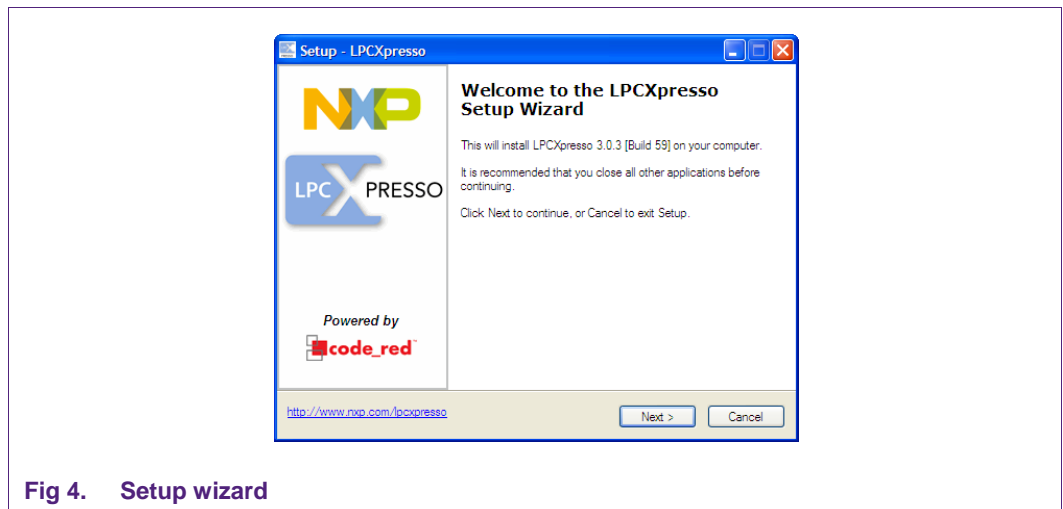 Setup - LPCXpresso
NXP
LPC XPRESSO
Powered by
code_red™
Welcome to the LPCXpresso
Setup Wizard
This will install LPCXpresso 3.0.3 [Build 59] on your computer.
It is recommended that you close all other applications before
continuing.
Click Next to continue, or Cancel to exit Setup.
http://www.nxp.com/lpcxpresso
Next >
Cancel
Fig 4. Setup wizard